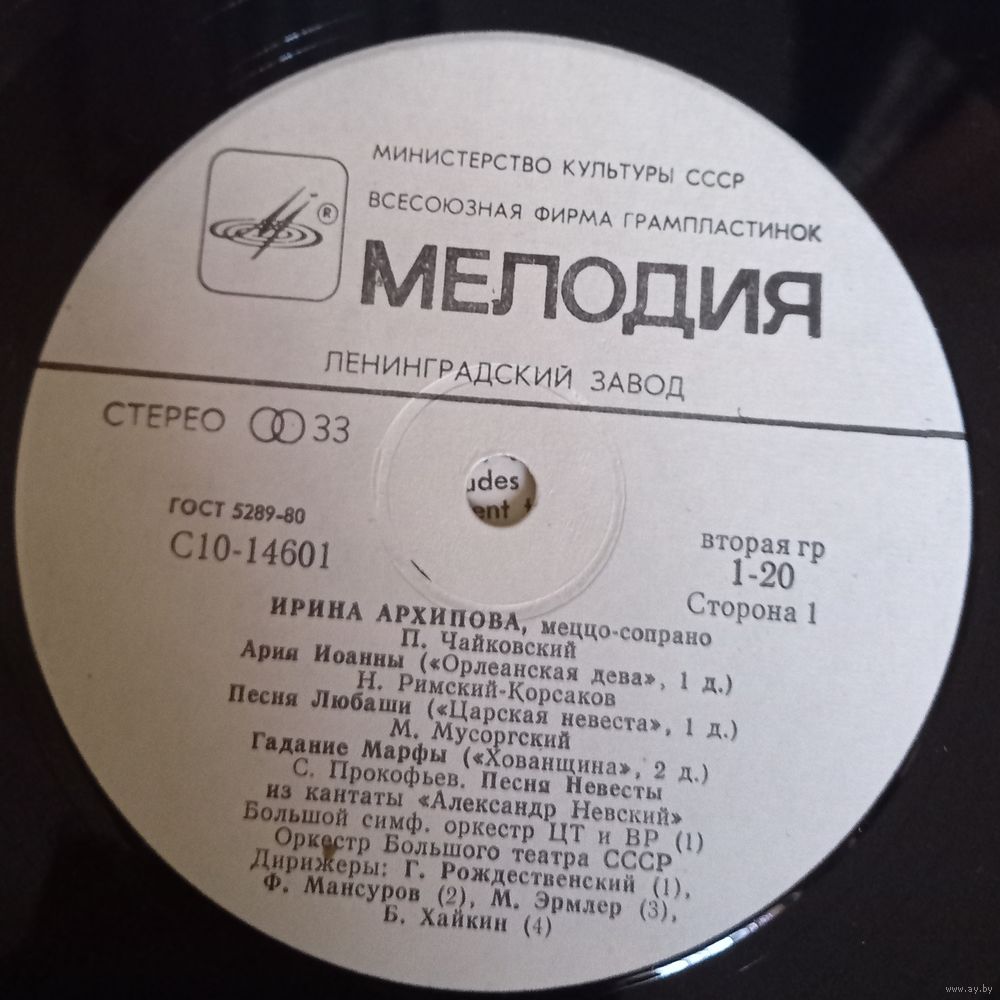 МИНИСТЕРСТВО КУЛЬТУРЫ СССР
ВСЕСОЮЗНАЯ ФИРМА ГРАМПЛАСТИНОК
®
МЕЛОДИЯ
ЛЕНИНГРАДСКИЙ ЗАВОД
СТЕРЕО 33
ГОСТ 5289-80
С10-14601
вторая гр
1-20
Сторона 1
ИРИНА АРХИПОВА, меццо-сопрано
П. Чайковский
Ария Иоанны («Орлеанская дева», 1 д.)
Н. Римский-Корсаков
Песня Любаши («Царская невеста», 1 д.)
М. Мусоргский
Гадание Марфы («Хованщина», 2 д.)
С. Прокофьев. Песня Невесты
из кантаты «Александр Невский»
Большой симф. оркестр ЦТ и ВР (1)
Оркестр Большого театра СССР
Дирижеры: Г. Рождественский (1),
Ф. Мансуров (2), М. Эрмлер (3),
Б. Хайкин (4)
www.ay.by